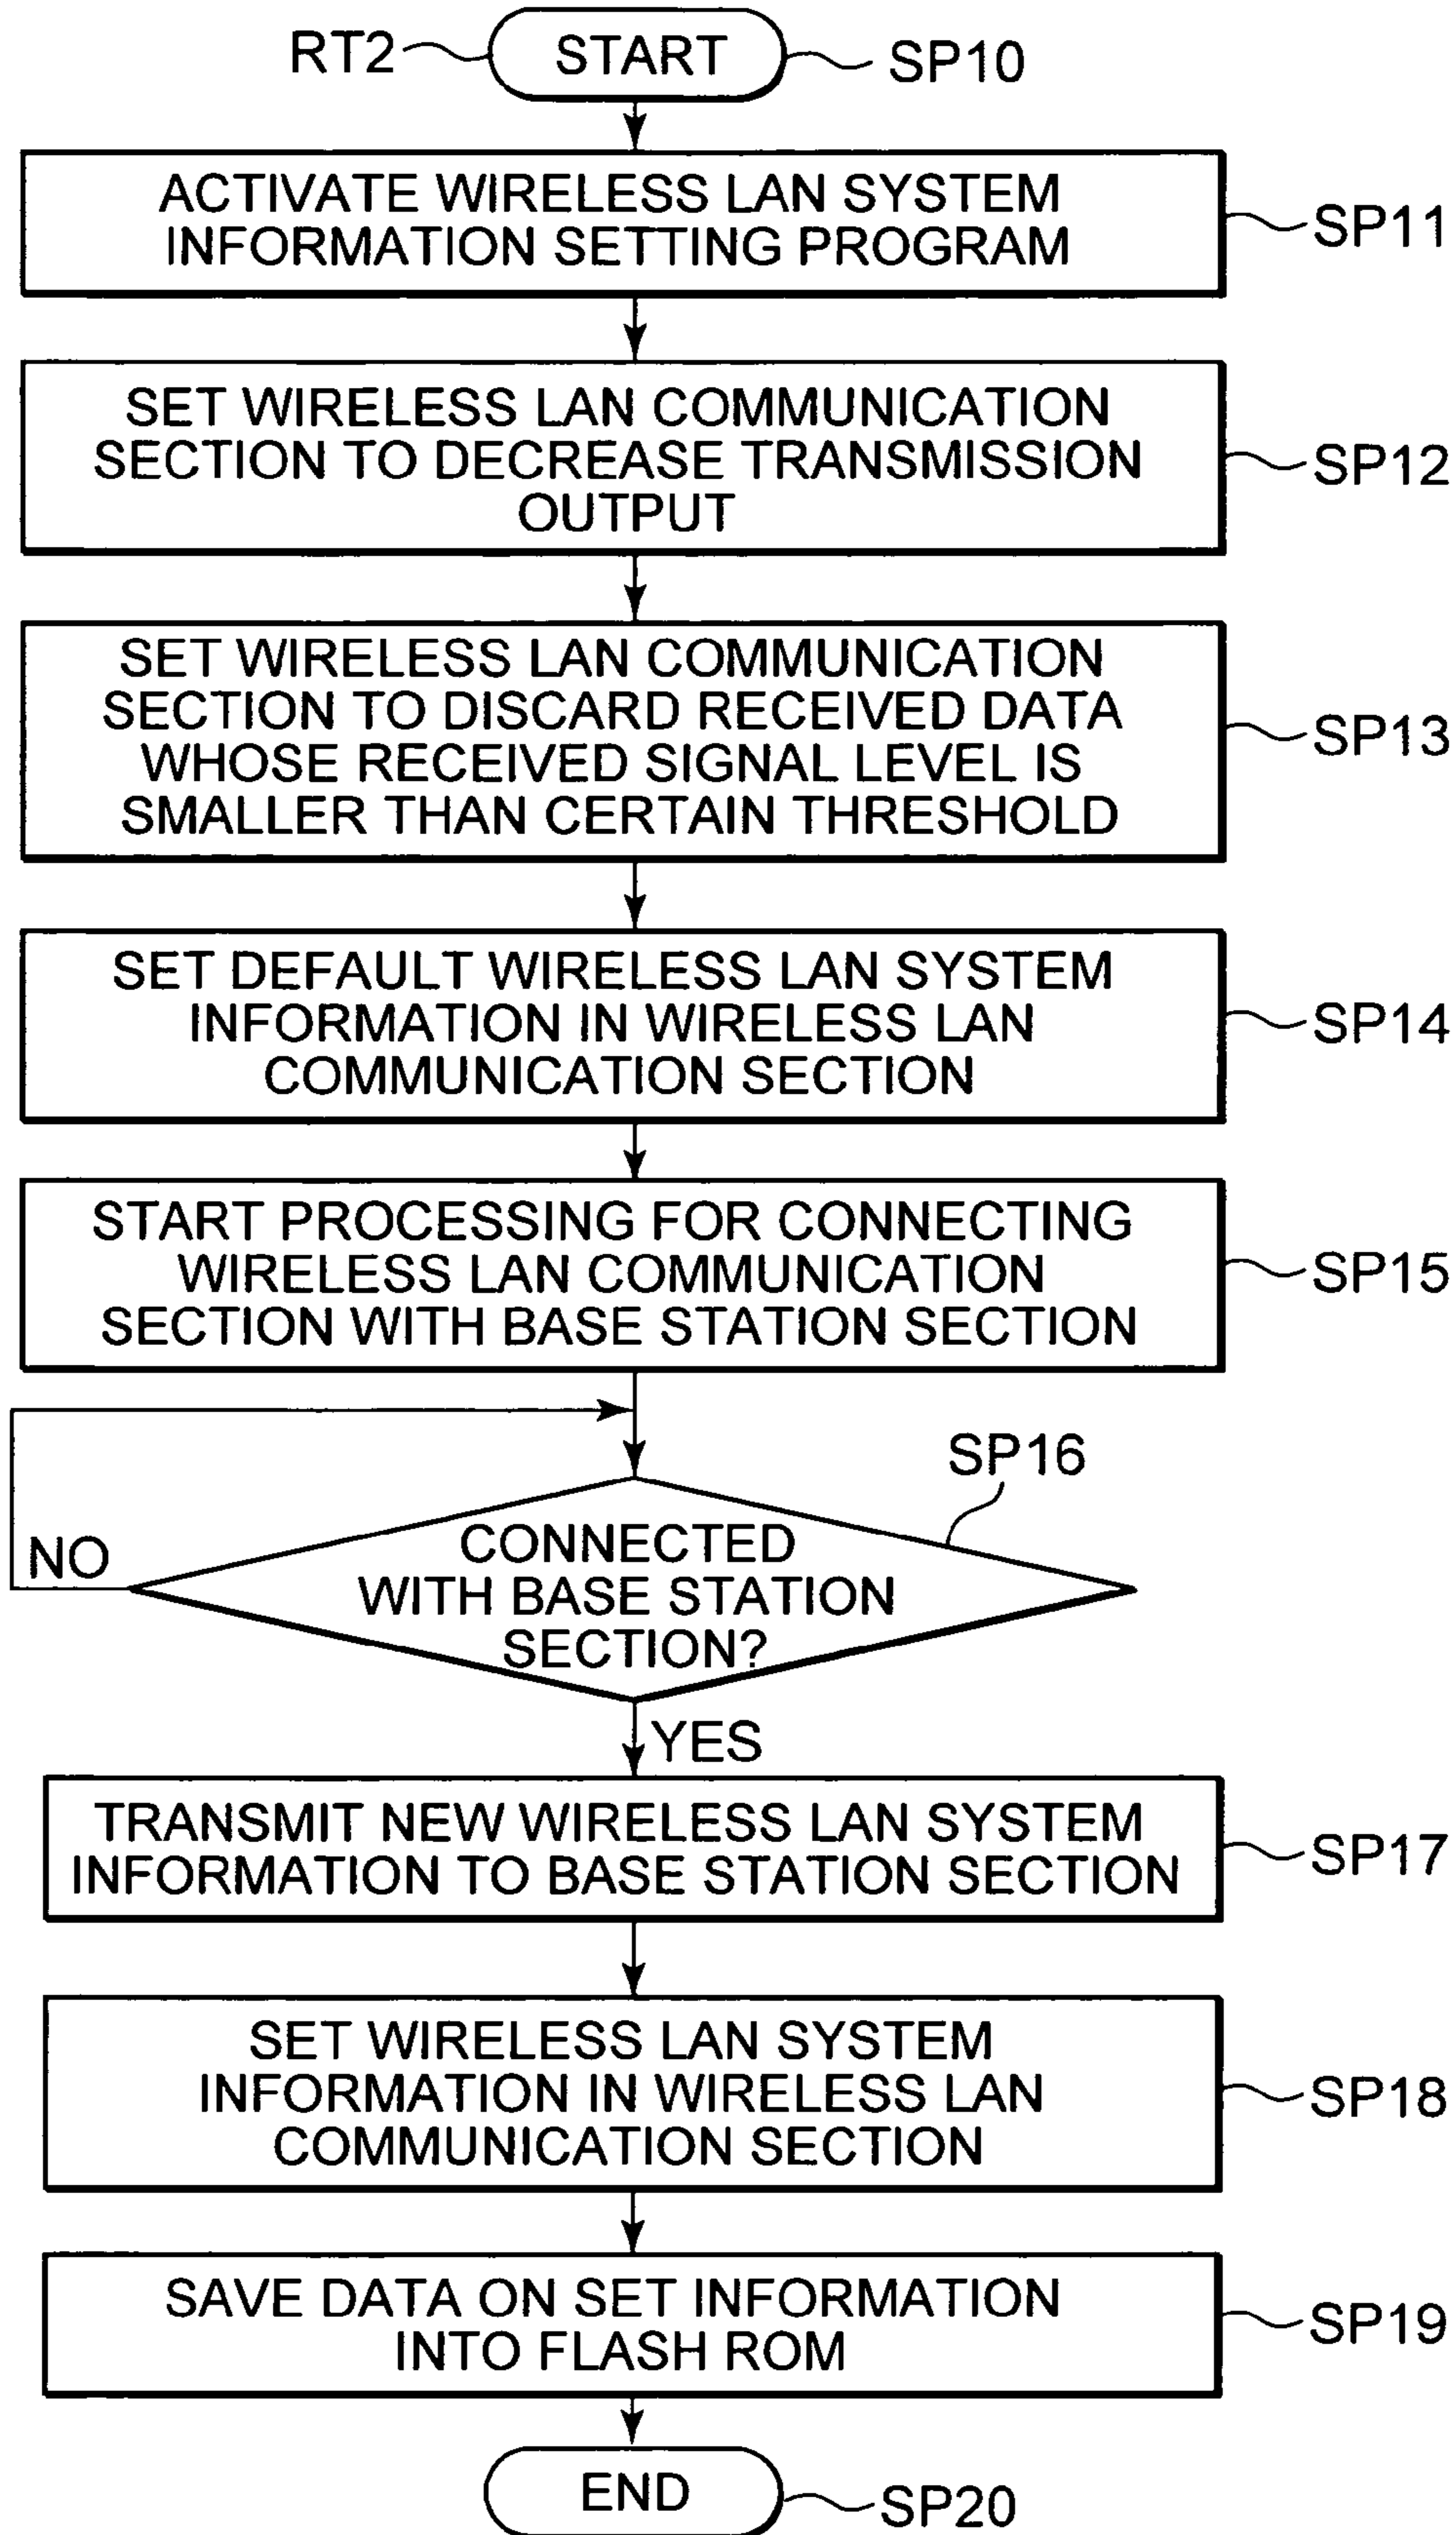 RT2
START
SP10
ACTIVATE WIRELESS LAN SYSTEM
INFORMATION SETTING PROGRAM
SP11
SET WIRELESS LAN COMMUNICATION
SECTION TO DECREASE TRANSMISSION
OUTPUT
SP12
SET WIRELESS LAN COMMUNICATION
SECTION TO DISCARD RECEIVED DATA
WHOSE RECEIVED SIGNAL LEVEL IS
SMALLER THAN CERTAIN THRESHOLD
SP13
SET DEFAULT WIRELESS LAN SYSTEM
INFORMATION IN WIRELESS LAN
COMMUNICATION SECTION
SP14
START PROCESSING FOR CONNECTING
WIRELESS LAN COMMUNICATION
SECTION WITH BASE STATION SECTION
SP15
SP16
CONNECTED
WITH BASE STATION
SECTION?
NO
YES
TRANSMIT NEW WIRELESS LAN SYSTEM
INFORMATION TO BASE STATION SECTION
SP17
SET WIRELESS LAN SYSTEM
INFORMATION IN WIRELESS LAN
COMMUNICATION SECTION
SP18
SAVE DATA ON SET INFORMATION
INTO FLASH ROM
SP19
END
SP20